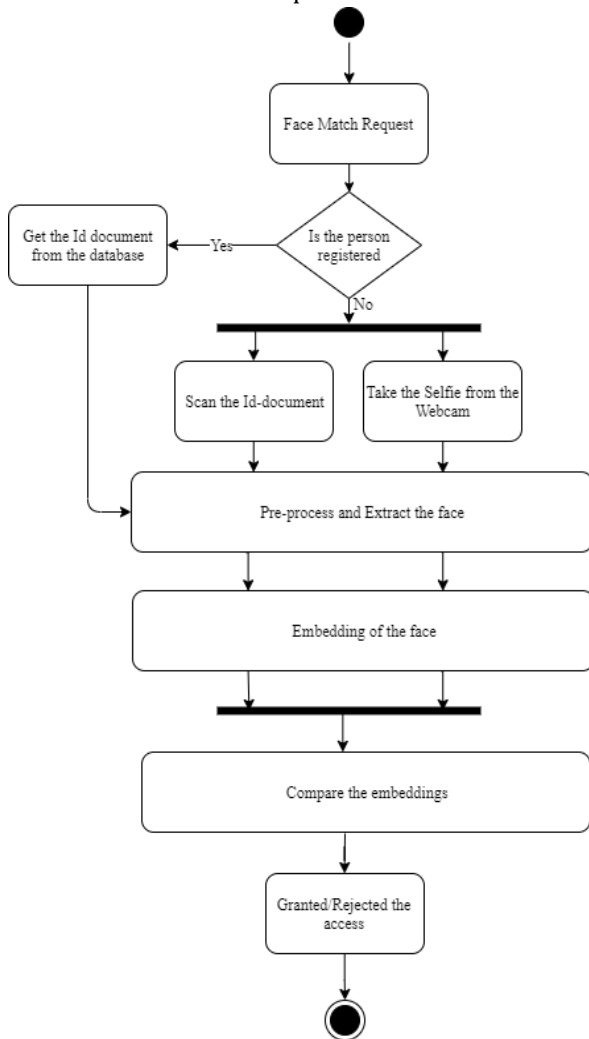 Face Match Request
Is the person
registered
Yes
Get the Id document
from the database
No
Scan the Id-document
Take the Selfie from the
Webcam
Pre-process and Extract the face
Embedding of the face
Compare the embeddings
Granted/Rejected the
access